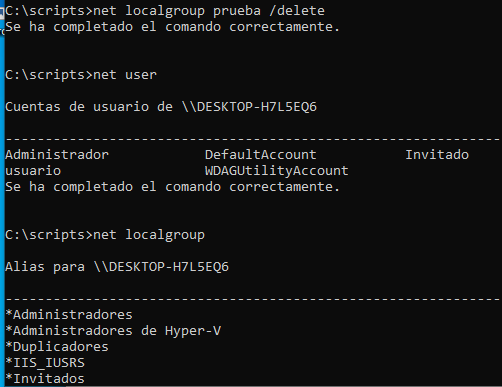 C:\scripts>net localgroup prueba /delete
Se ha completado el comando correctamente.
C:\scripts>net user
Cuentas de usuario de \\DESKTOP-H7L5EQ6
-------------------------------------------------------------------------------
Administrador            DefaultAccount           Invitado
usuario                  WDAGUtilityAccount
Se ha completado el comando correctamente.
C:\scripts>net localgroup
Alias para \\DESKTOP-H7L5EQ6
-------------------------------------------------------------------------------
*Administradores
*Administradores de Hyper-V
*Duplicadores
*IIS_IUSRS
*Invitados